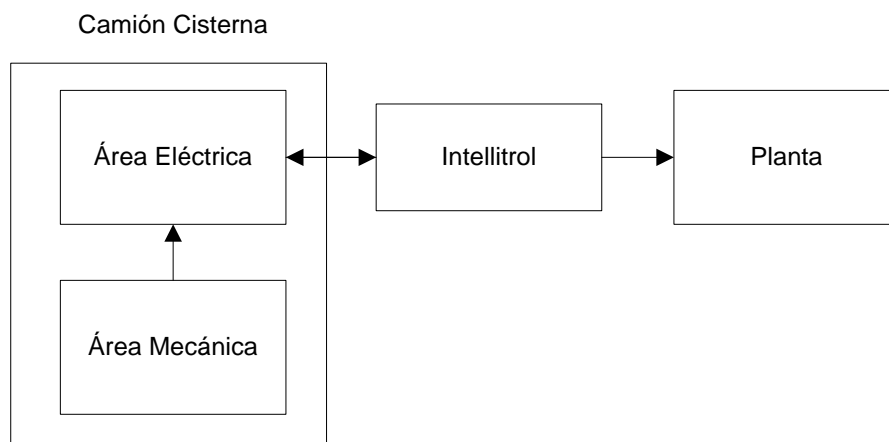 Camión Cisterna
Área Eléctrica
Intellitrol
Planta
Área Mecánica